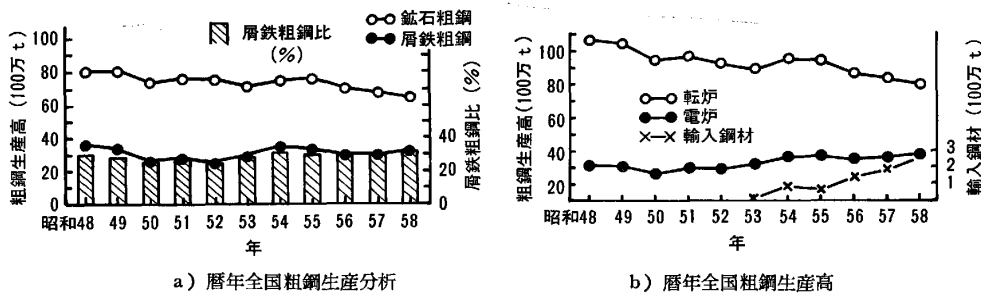 鉱石粗鋼
屑鉄粗鋼比
(%)
屑鉄粗鋼
粗鋼生産高 (100万 t)
100
80
60
40
20
0
屑鉄粗鋼比 (%)
40
20
0
昭和48 49 50 51 52 53 54 55 56 57 58
年
a) 暦年全国粗鋼生産分析
粗鋼生産高(100万 t)
100
80
60
40
20
転炉
電炉
輸入鋼材
輸入鋼材 (100万 t)
3
2
1
昭和48 49 50 51 52 53 54 55 56 57 58
年
b) 暦年全国粗鋼生産高